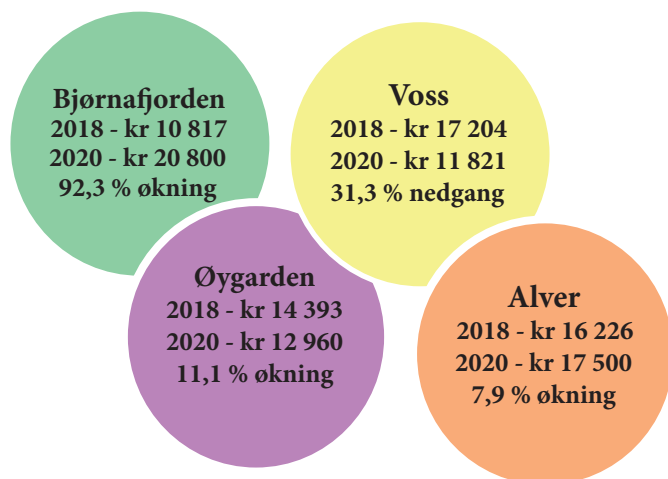 Bjørnafjorden
2018 - kr 10 817
2020 - kr 20 800
92,3 % økning
Voss
2018 - kr 17 204
2020 - kr 11 821
31,3 % nedgang
Øygarden
2018 - kr 14 393
2020 - kr 12 960
11,1 % økning
Alver
2018 - kr 16 226
2020 - kr 17 500
7,9 % økning